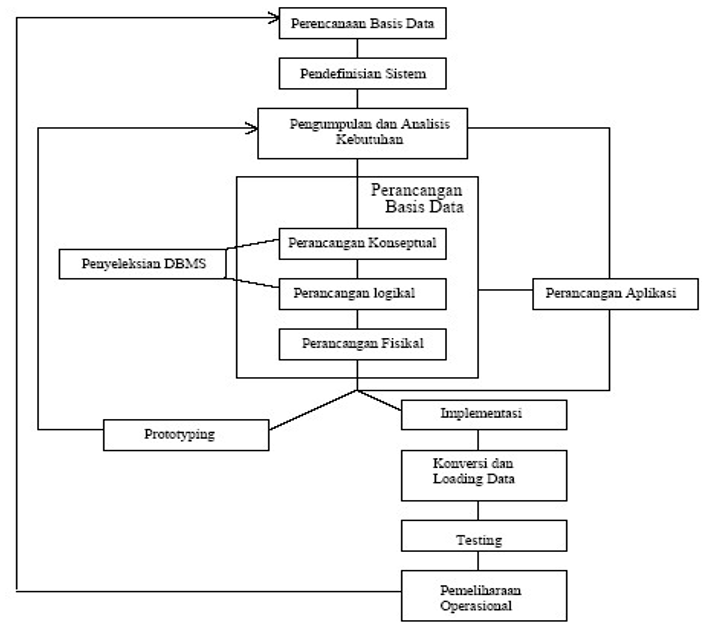 Perencanaan Basis Data
Pendefinisian Sistem
Pengumpulan dan Analisis
Kebutuhan
Perancangan
Basis Data
Perancangan Konseptual
Penyeleksian DBMS
Perancangan logikal
Perancangan Aplikasi
Perancangan Fisikal
Implementasi
Prototyping
Konversi dan
Loading Data
Testing
Pemeliharaan
Operasional